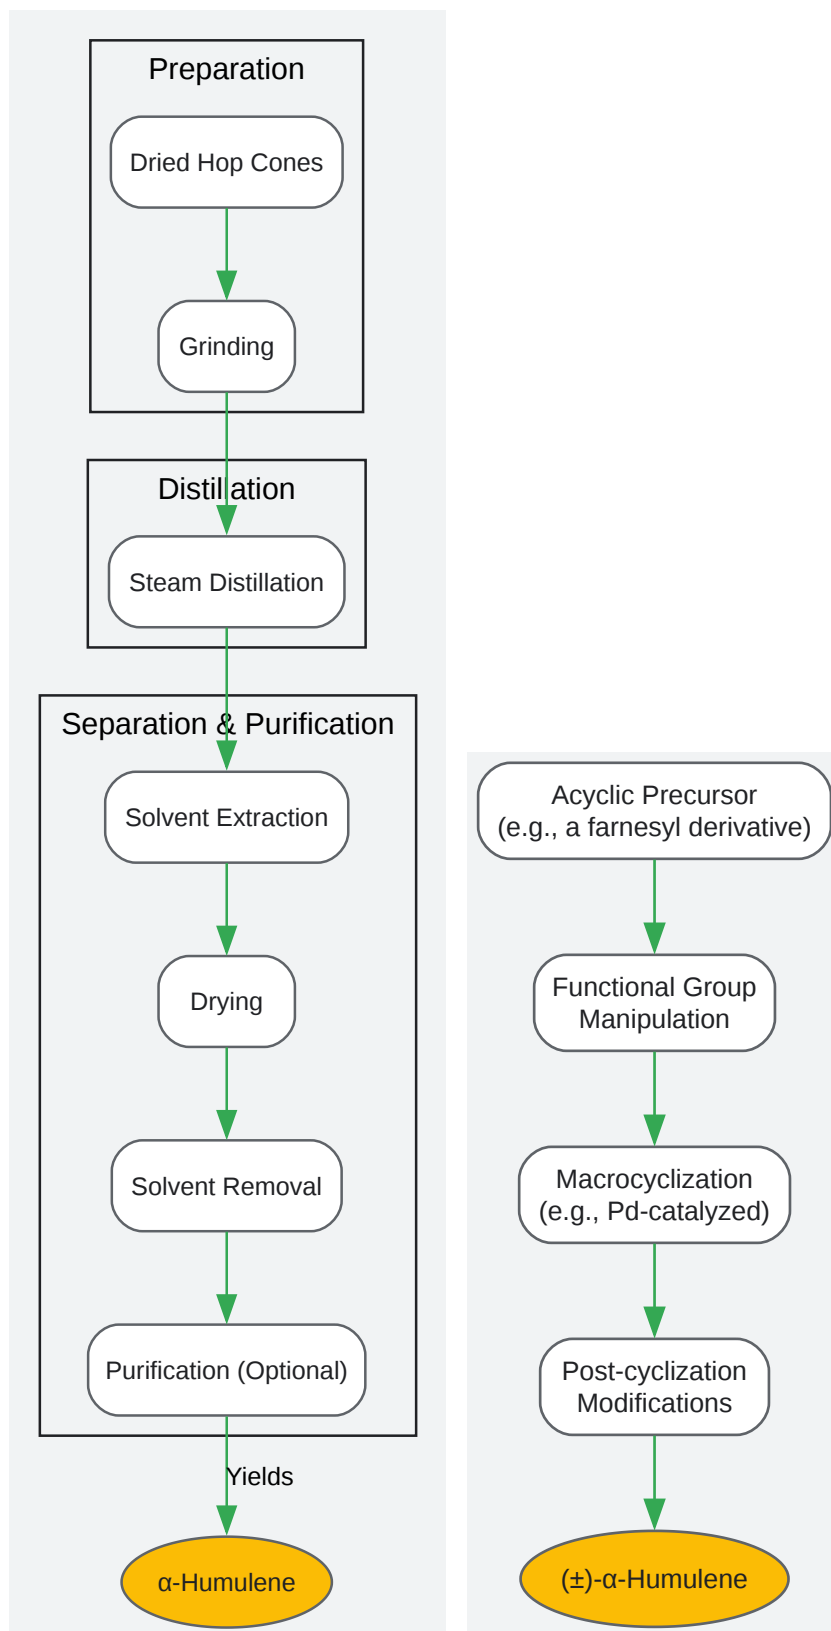 Preparation
Dried Hop Cones
Grinding
Distillation
Steam Distillation
Separation & Purification
Solvent Extraction
Drying
Solvent Removal
Purification (Optional)
Yields
α-Humulene
Acyclic Precursor
(e.g., a farnesyl derivative)
Functional Group
Manipulation
Macrocyclization
(e.g., Pd-catalyzed)
Post-cyclization
Modifications
(±)-α-Humulene